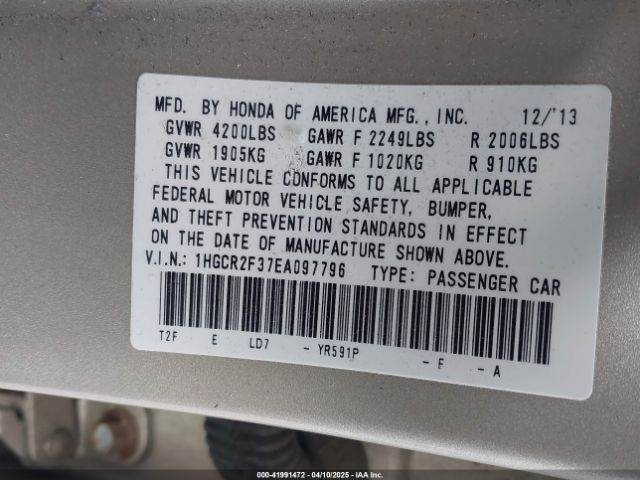 MFD. BY HONDA OF AMERICA MFG., INC. 12/'13
GVWR 4200LBS GAWR F 2249LBS R 2006LBS
GVWR 1905KG GAWR F 1020KG R 910KG
THIS VEHICLE CONFORMS TO ALL APPLICABLE
FEDERAL MOTOR VEHICLE SAFETY, BUMPER,
AND THEFT PREVENTION STANDARDS IN EFFECT
ON THE DATE OF MANUFACTURE SHOWN ABOVE.
V.I.N.: 1HGCR2F37EA097796 TYPE: PASSENGER CAR
T2F E LD7 - YR591P - F - A
000-41991472 04/10/2025 IAAI.COM